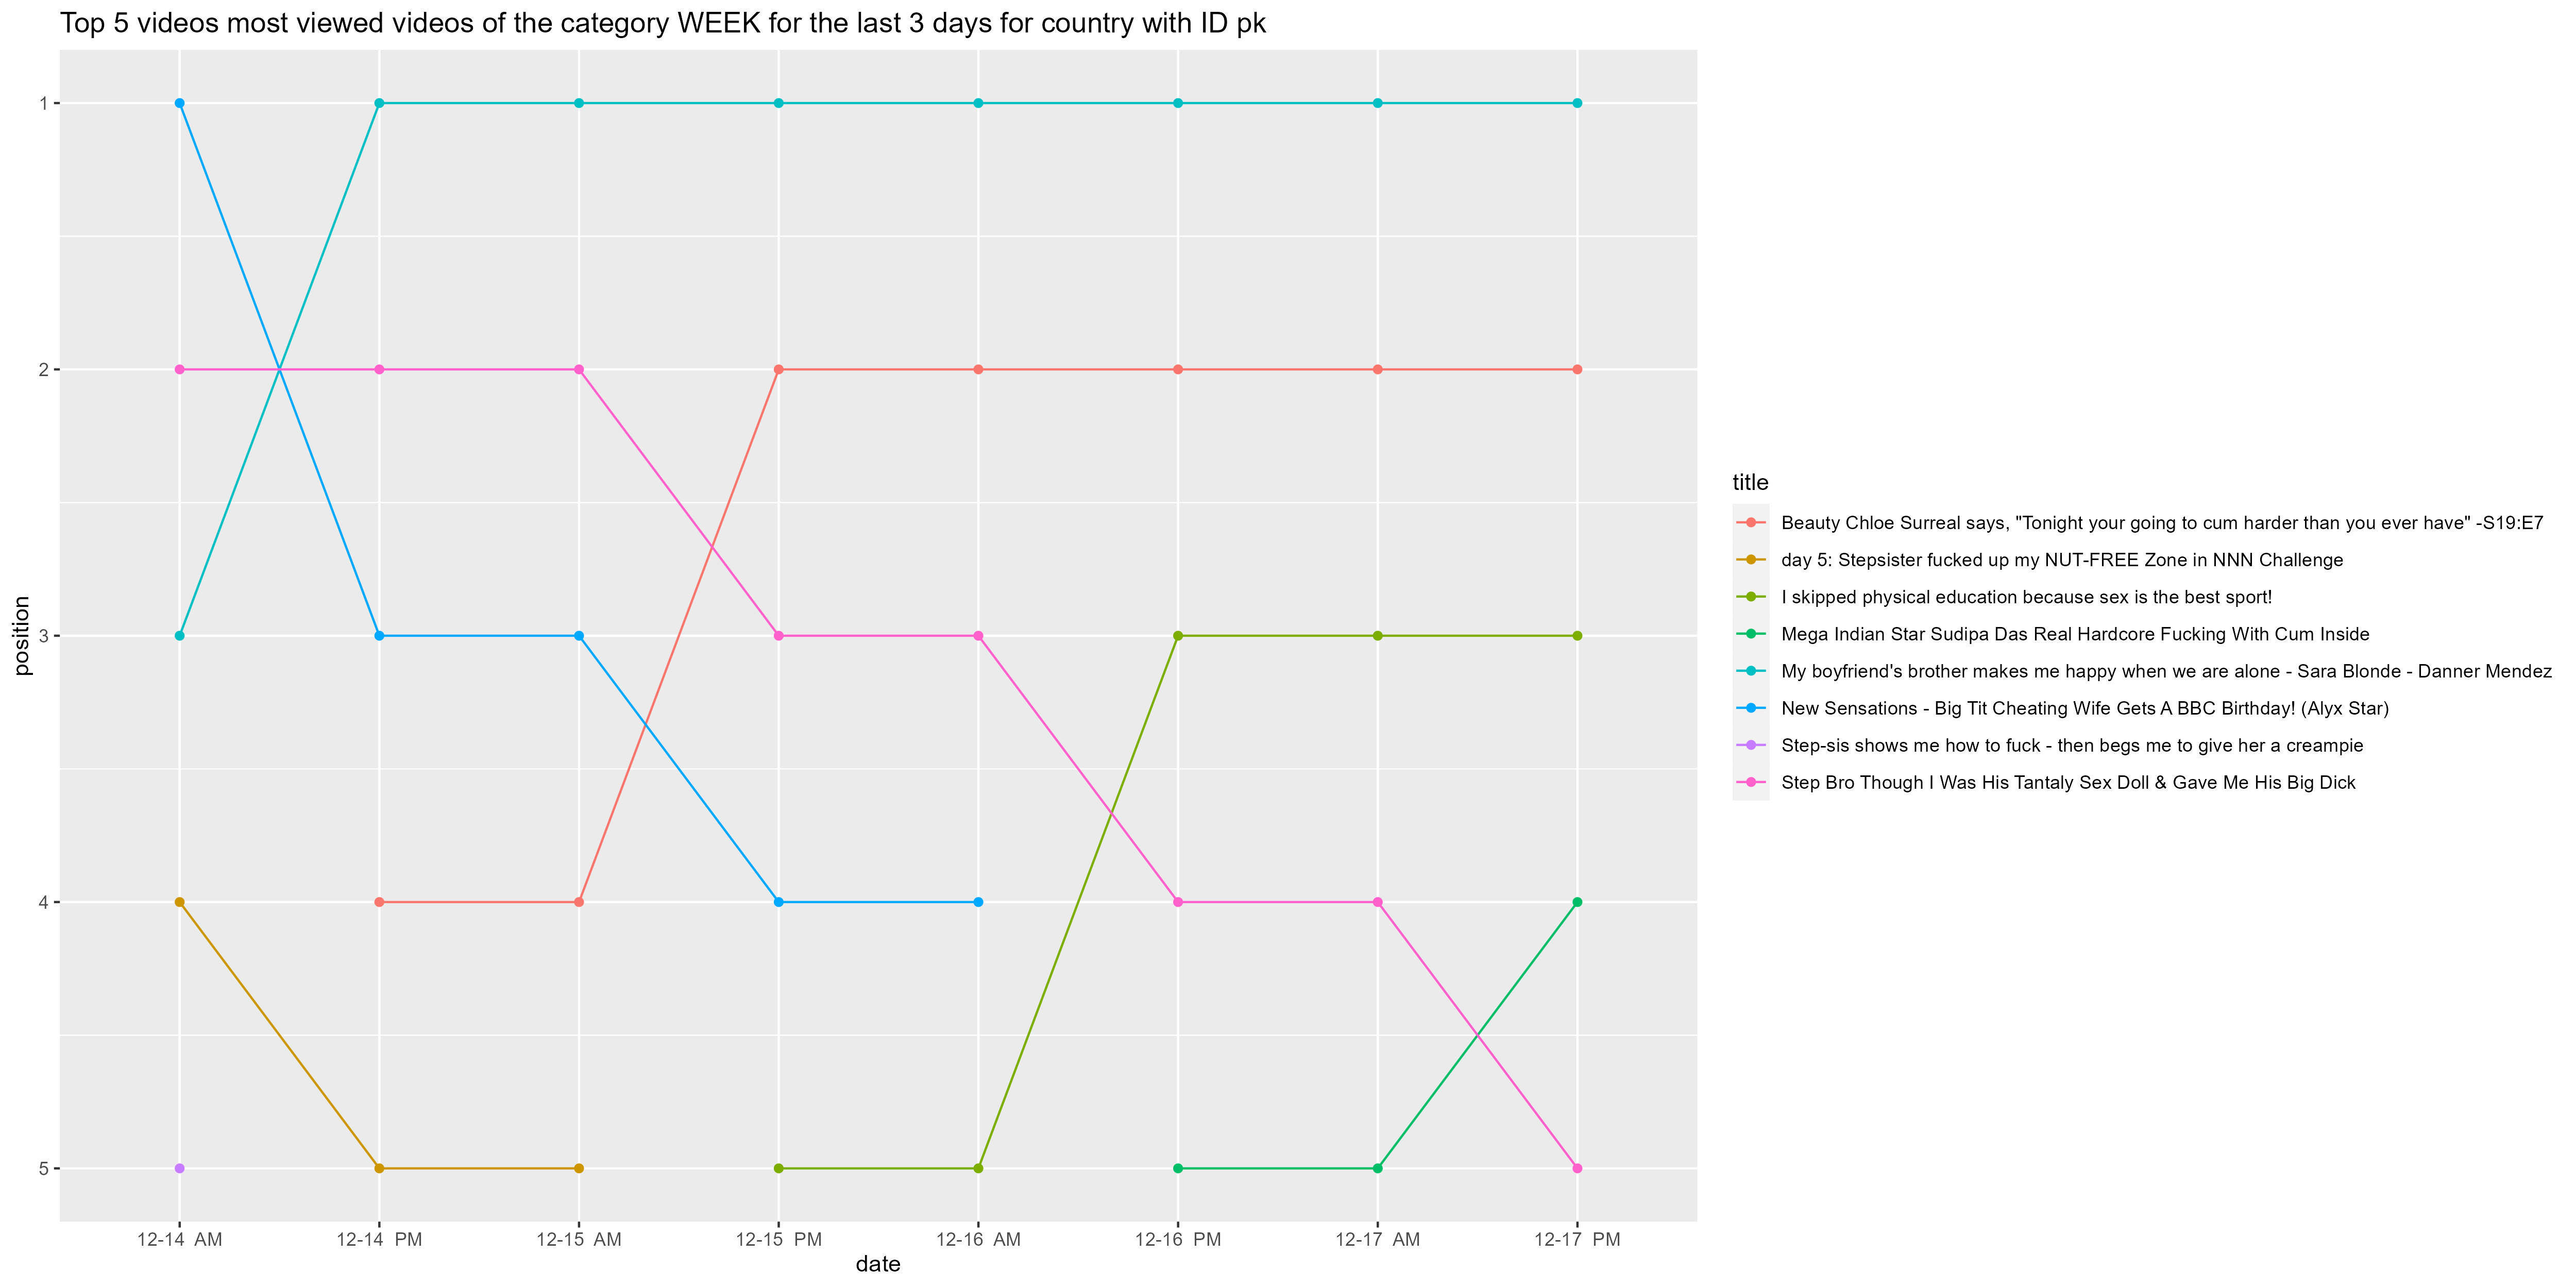 Top 5 videos most viewed videos of the category WEEK for the last 3 days for country with ID pk
position
1
2
3
4
5
12-14 AM
12-14 PM
12-15 AM
12-15 PM
12-16 AM
12-16 PM
12-17 AM
12-17 PM
date
title
Beauty Chloe Surreal says, "Tonight your going to cum harder than you ever have" -S19:E7
day 5: Stepsister fucked up my NUT-FREE Zone in NNN Challenge
I skipped physical education because sex is the best sport!
Mega Indian Star Sudipa Das Real Hardcore Fucking With Cum Inside
My boyfriend's brother makes me happy when we are alone - Sara Blonde - Danner Mendez
New Sensations - Big Tit Cheating Wife Gets A BBC Birthday! (Alyx Star)
Step-sis shows me how to fuck - then begs me to give her a creampie
Step Bro Though I Was His Tantaly Sex Doll & Gave Me His Big Dick